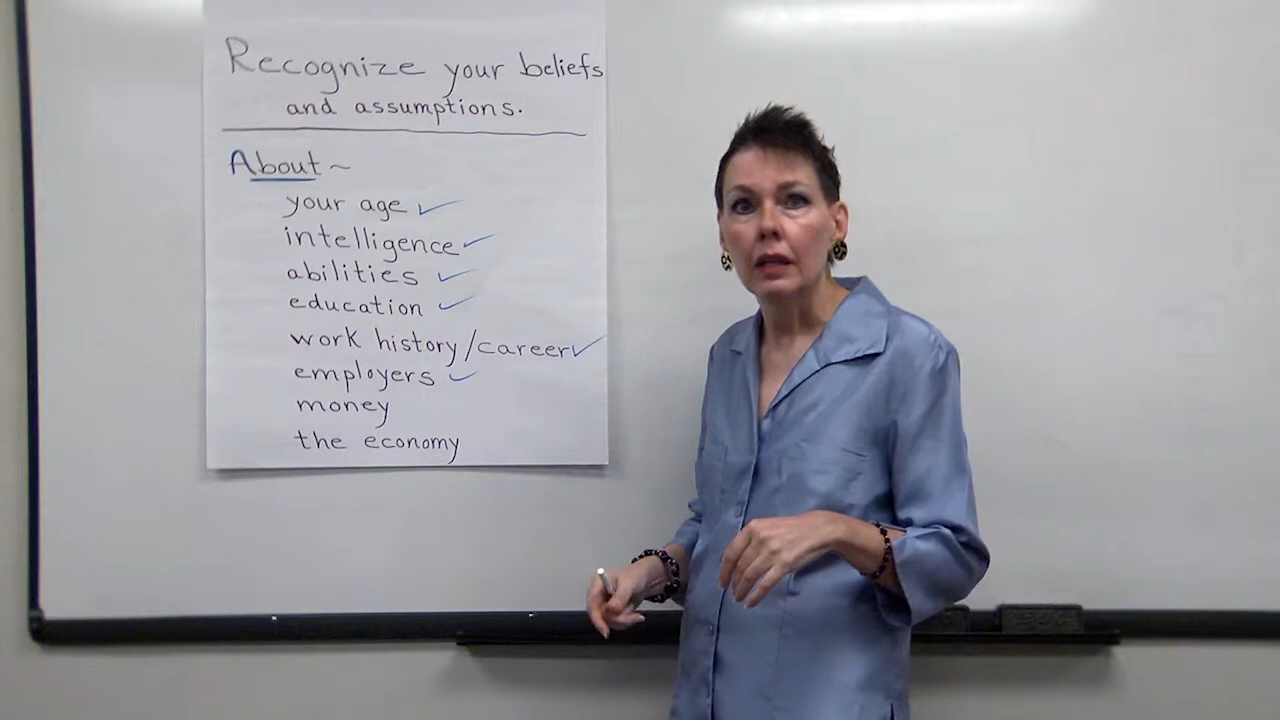 Recognize your beliefs
and assumptions.
About ~
your age ✓
intelligence ✓
abilities ✓
education ✓
work history/career ✓
employers ✓
money
the economy